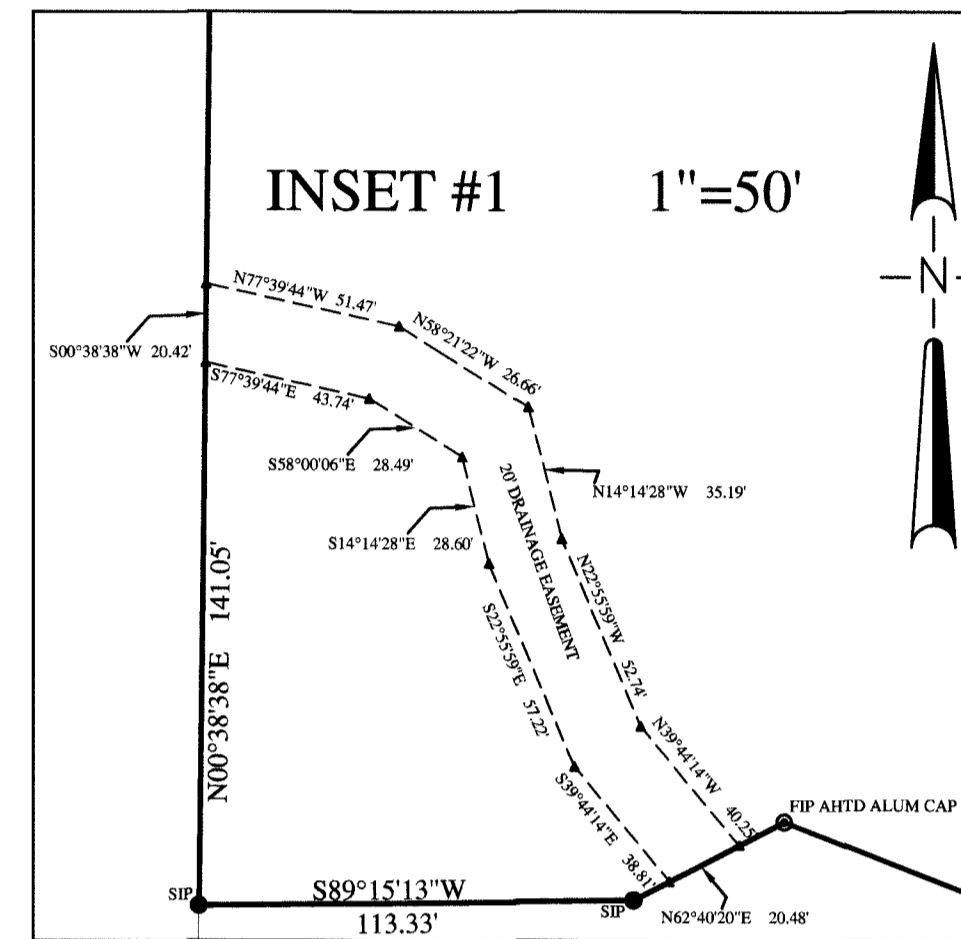 INSET #1 1"=50'
N
N77°39'44"W 51.47'
N58°21'22"W 26.66'
S00°38'38"W 20.42'
S77°39'44"E 43.74'
S58°00'06"E 28.49'
N14°14'28"W 35.19'
S14°14'28"E 28.60'
20' DRAINAGE EASEMENT
N00°38'38"E 141.05'
S22°55'59"E 57.22'
N22°55'59"W 52.74'
N39°44'14"W 40.25'
S39°44'14"E 38.81'
FIP AHTD ALUM CAP
SIP
S89°15'13"W
113.33'
SIP
N62°40'20"E 20.48'